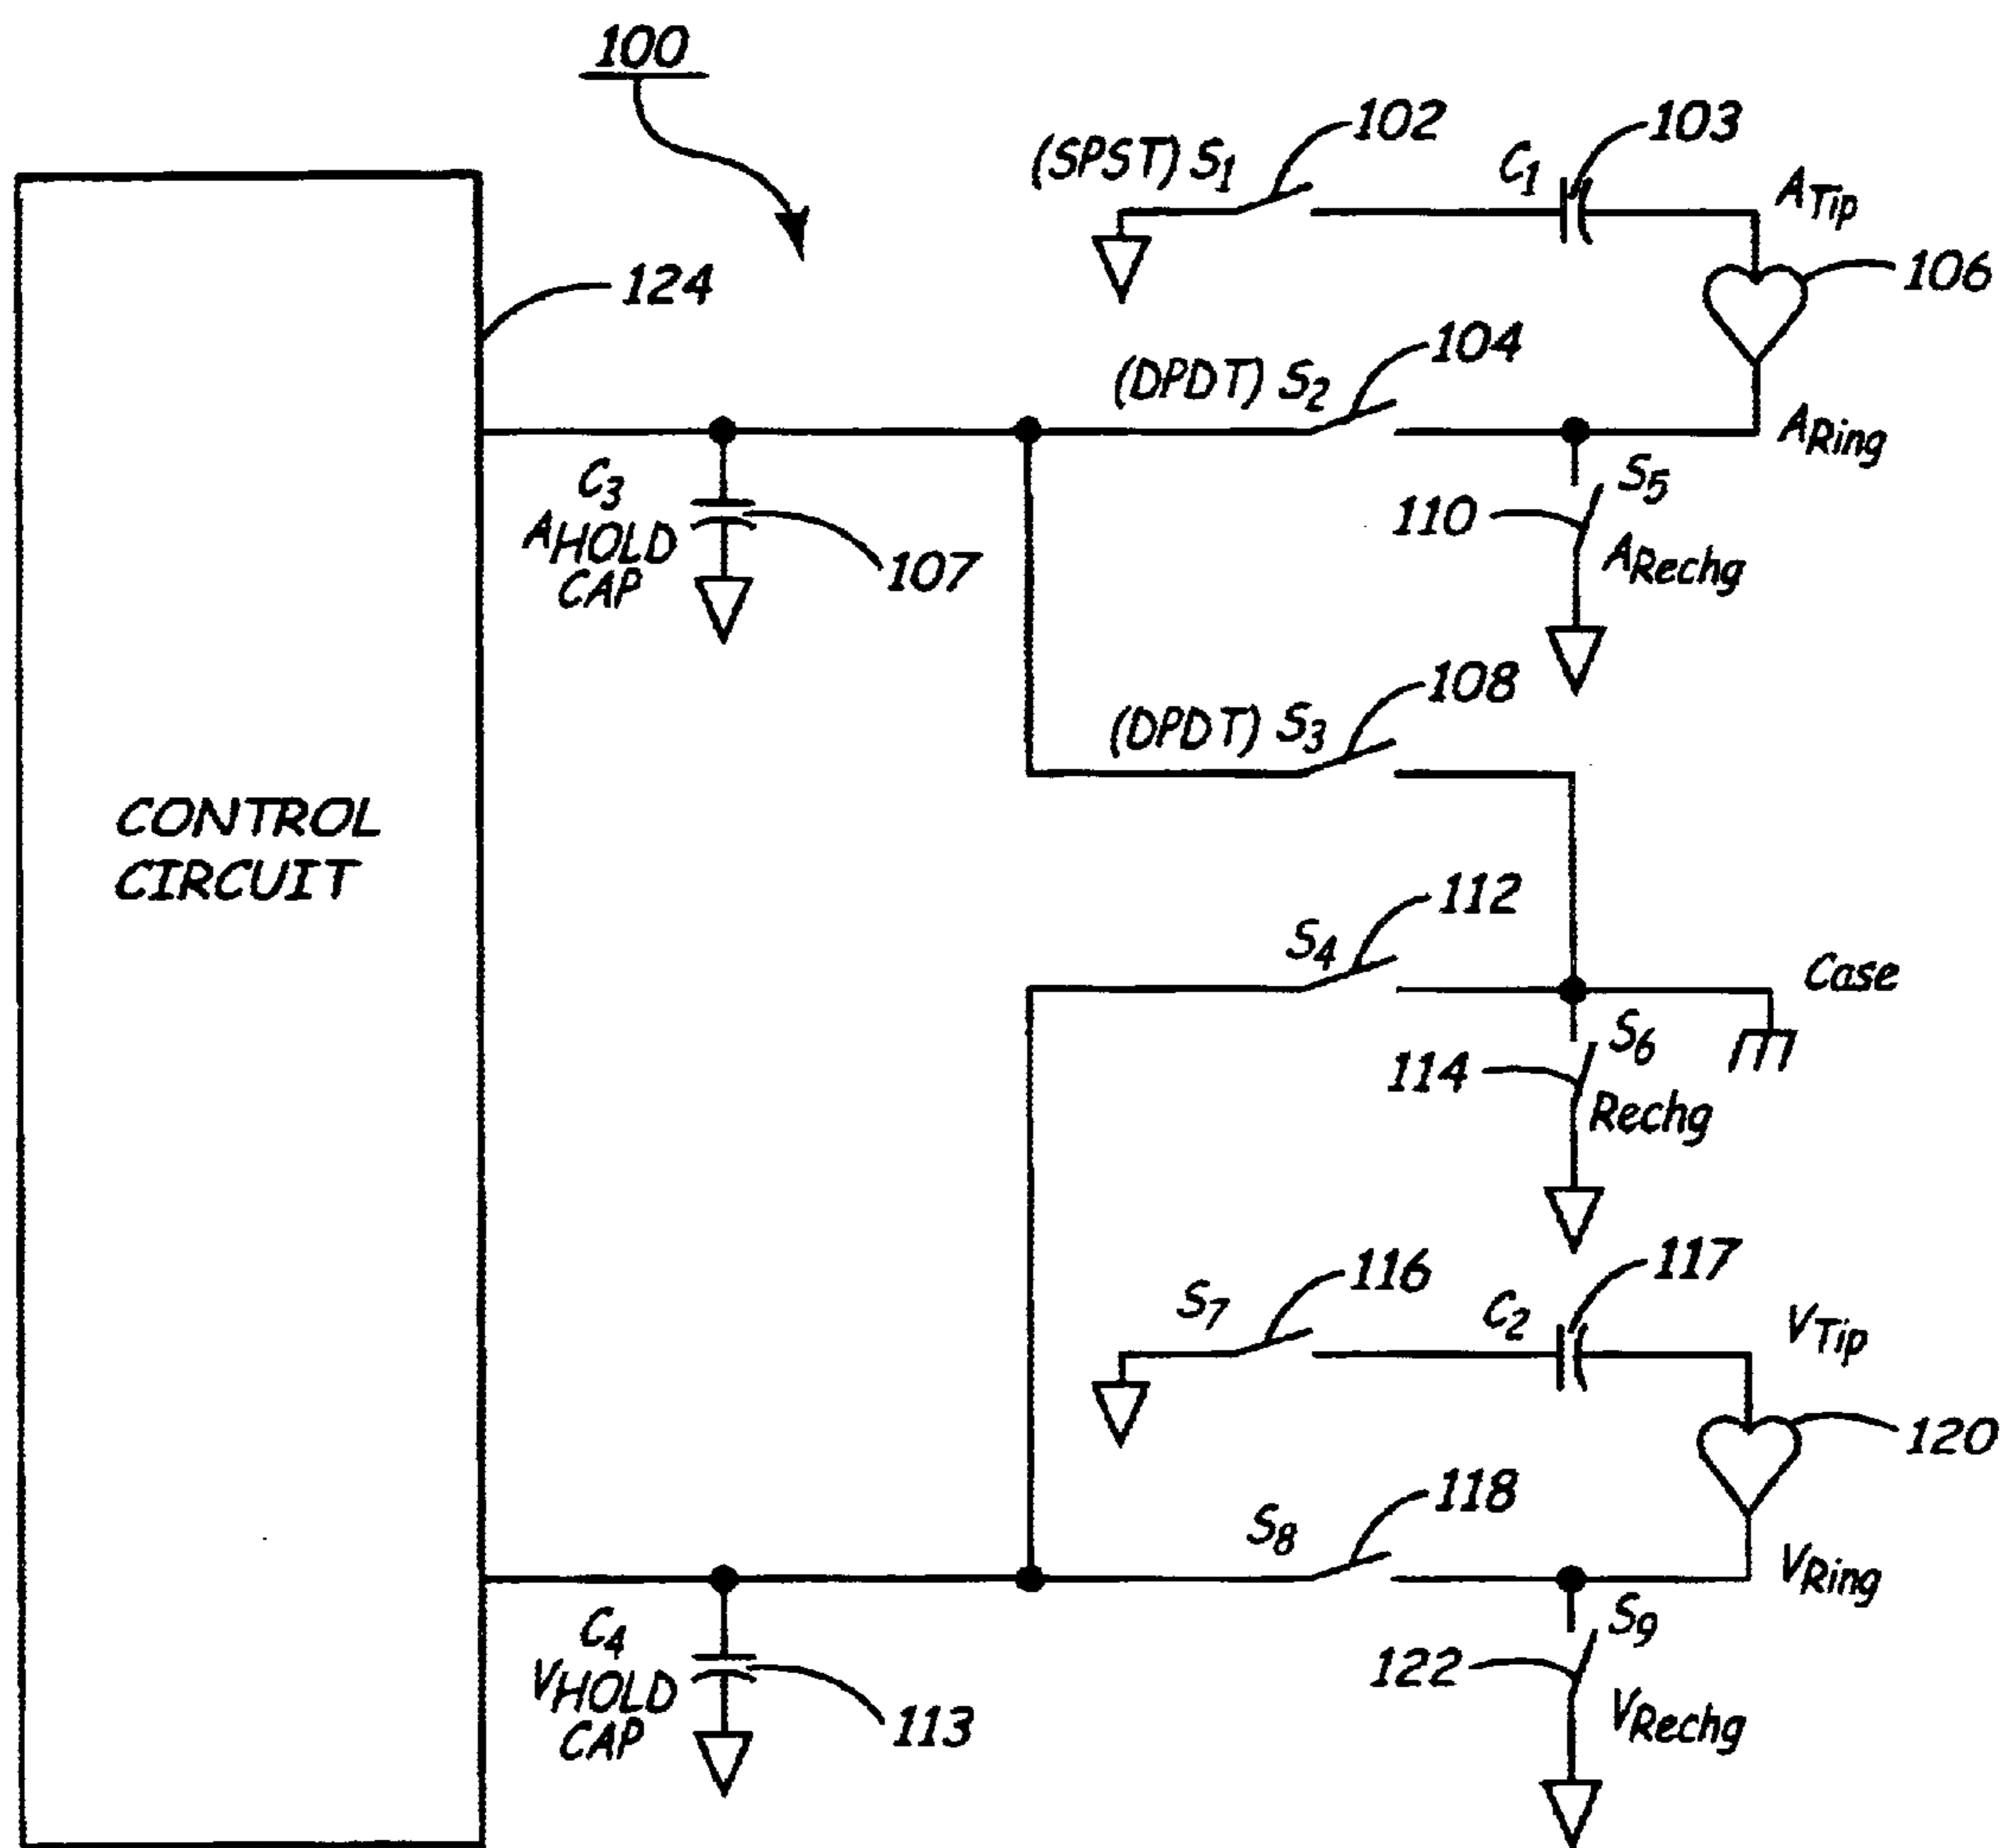 100
102
103
(SPST) S1
C1
ATip
124
106
104
(DPDT) S2
ARing
C3
AHOLD
CAP
107
S5
110
ARechg
108
(DPDT) S3
CONTROL
CIRCUIT
112
S4
Case
S6
114
Rechg
116
117
S7
C2
VTip
120
118
S8
VRing
C4
VHOLD
CAP
113
S9
122
VRechg